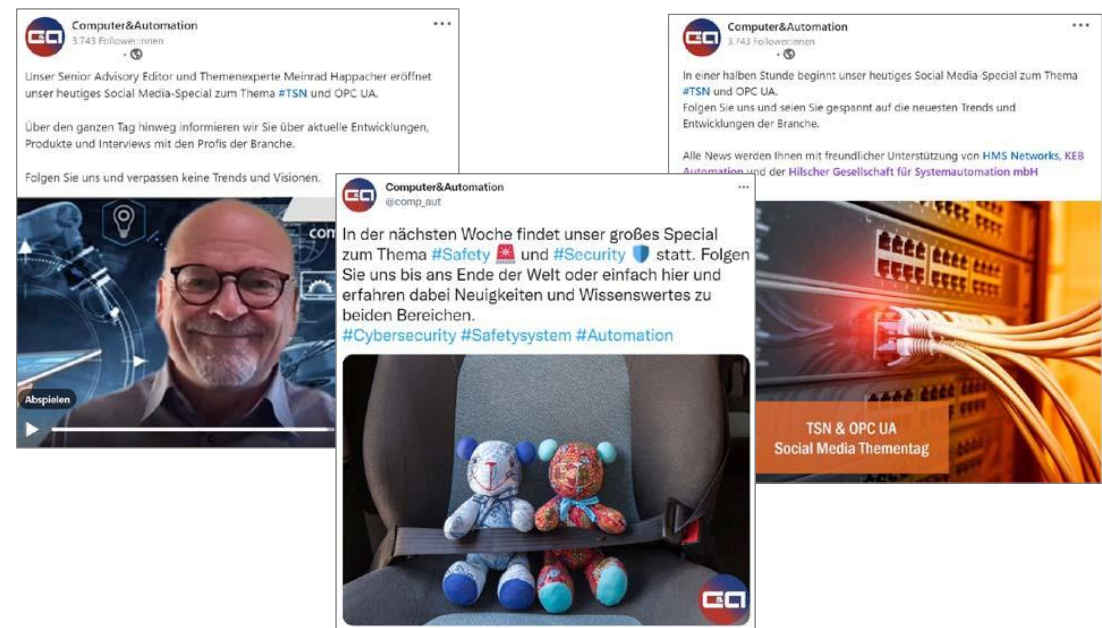 Computer&Automation
3.743 Follower:innen
Unser Senior Advisory Editor und Themenexperte Meinrad Happacher eröffnet
unser heutiges Social Media-Special zum Thema #TSN und OPC UA.
Über den ganzen Tag hinweg informieren wir Sie über aktuelle Entwicklungen,
Produkte und Interviews mit den Profis der Branche.
Folgen Sie uns und verpassen keine Trends und Visionen.
com
Abspielen
Computer&Automation
@comp_aut
In der nächsten Woche findet unser großes Special
zum Thema #Safety 🚨 und #Security 🛡️ statt. Folgen
Sie uns bis ans Ende der Welt oder einfach hier und
erfahren dabei Neuigkeiten und Wissenswertes zu
beiden Bereichen.
#Cybersecurity #Safetysystem #Automation
C&A
Computer&Automation
3.743 Follower:innen
In einer halben Stunde beginnt unser heutiges Social Media-Special zum Thema
#TSN und OPC UA.
Folgen Sie uns und seien Sie gespannt auf die neuesten Trends und
Entwicklungen der Branche.
Alle News werden Ihnen mit freundlicher Unterstützung von HMS Networks, KEB
Automation und der Hilscher Gesellschaft für Systemautomation mbH
TSN & OPC UA
Social Media Thementag